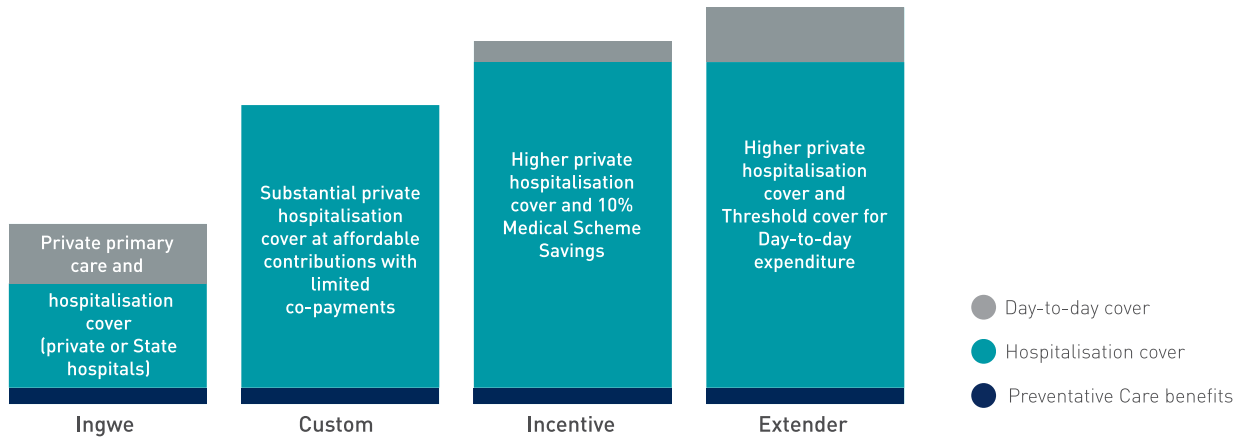 Private primary
care and
hospitalisation
cover
(private or State
hospitals)
Ingwe
Substantial private
hospitalisation
cover at affordable
contributions with
limited
co-payments
Custom
Higher private
hospitalisation
cover and 10%
Medical Scheme
Savings
Incentive
Higher private
hospitalisation
cover and
Threshold cover for
Day-to-day
expenditure
Extender
Day-to-day cover
Hospitalisation cover
Preventative Care benefits